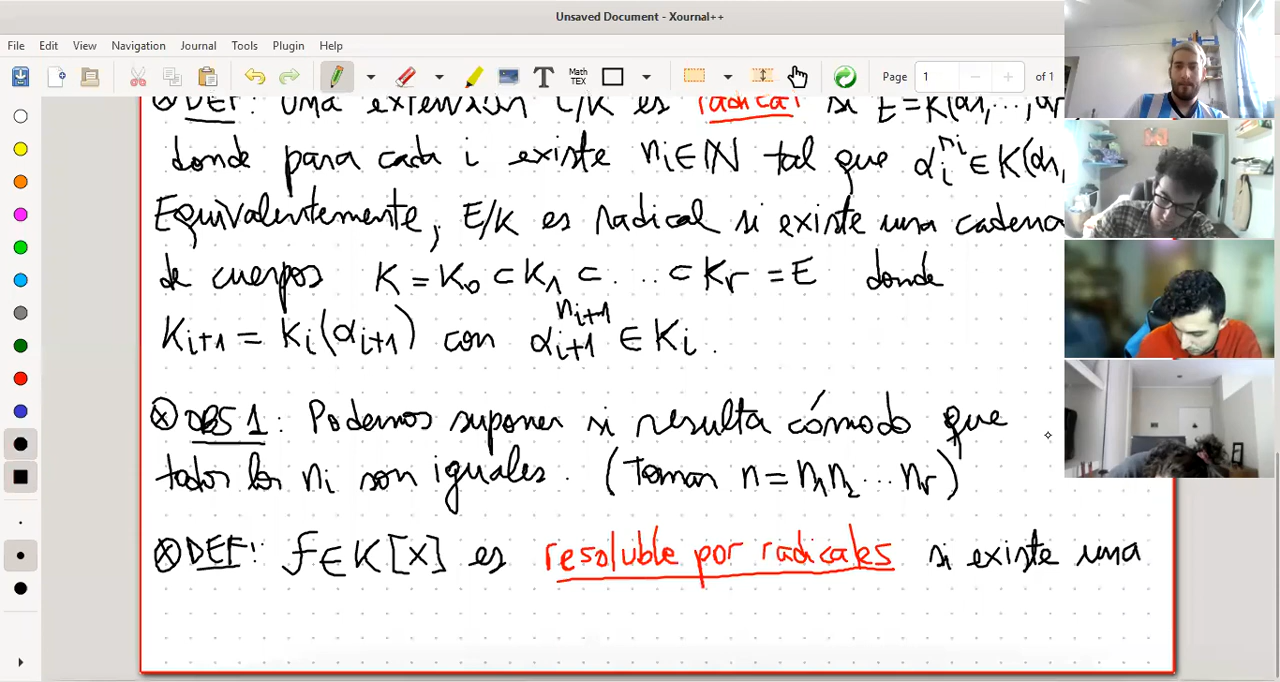 Unsaved Document - Xournal++
File Edit View Navigation Journal Tools Plugin Help
T Math TEX Page 1 of 1
⊗ DEF: Una extensión E/K es radical si E=K(α1,...,αr
donde para cada i existe ni∈ℕ tal que αi^ni ∈ K(α1,
Equivalentemente, E/K es radical si existe una cadena
de cuerpos K = K0 ⊂ K1 ⊂ ... ⊂ Kr = E donde
Ki+1 = Ki(αi+1) con αi+1^ni+1 ∈ Ki.
⊗ OBS 1: Podemos suponer si resulta cómodo que
todos los ni son iguales. (Tomar n = n1n2 ... nr)
⊗ DEF: f∈K[X] es resoluble por radicales si existe una